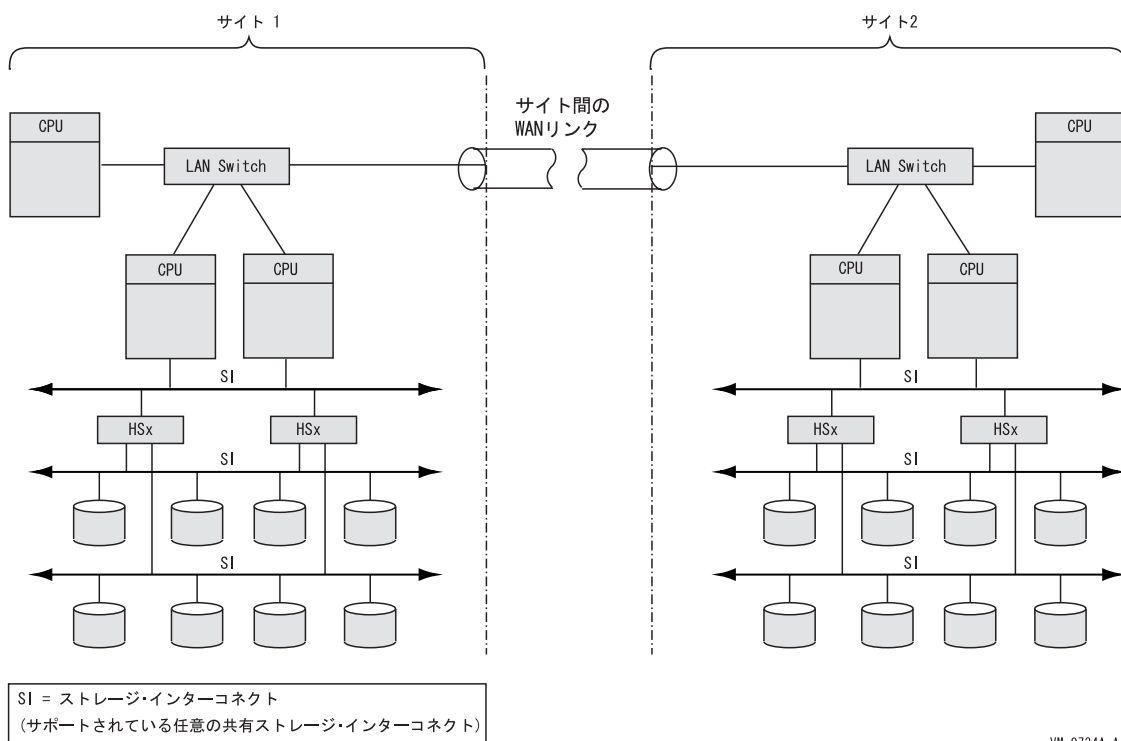 サイト 1
サイト2
サイト間の
WANリンク
CPU
CPU
LAN Switch
LAN Switch
CPU
CPU
CPU
CPU
SI
SI
HSx
HSx
HSx
HSx
SI
SI
SI
SI
SI = ストレージ・インターコネクト
(サポートされている任意の共有ストレージ・インターコネクト)